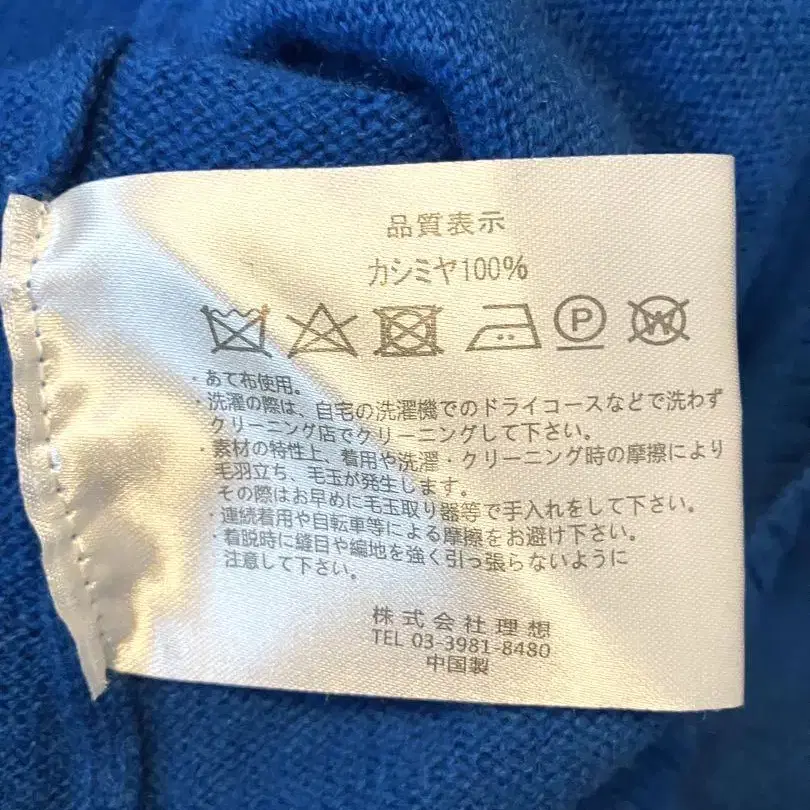 品質表示
カシミヤ100%
P
W
・あて布使用。
・洗濯の際は、自宅の洗濯機でのドライコースなどで洗わず
クリーニング店でクリーニングして下さい。
・素材の特性上、着用や洗濯・クリーニング時の摩擦により
毛羽立ち、毛玉が発生します。
その際はお早めに毛玉取り器等で手入れをして下さい。
・連続着用や自転車等による摩擦をお避け下さい。
・着脱時に縫目や編地を強く引っ張らないように
注意して下さい。
株式会社理想
TEL 03-3981-8480
中国製